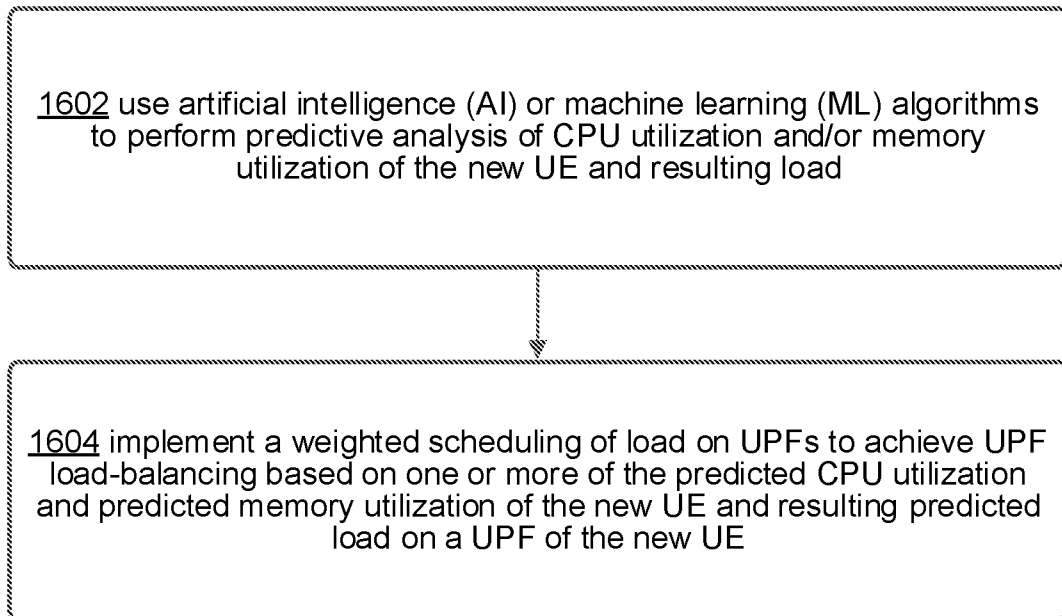 1602 use artificial intelligence (AI) or machine learning (ML) algorithms
to perform predictive analysis of CPU utilization and/or memory
utilization of the new UE and resulting load
1604 implement a weighted scheduling of load on UPFs to achieve UPF
load-balancing based on one or more of the predicted CPU utilization
and predicted memory utilization of the new UE and resulting predicted
load on a UPF of the new UE